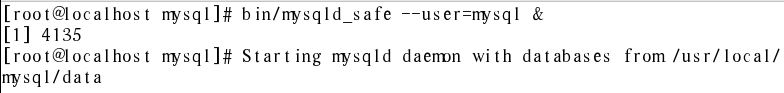 [root@localhost mysql]# bin/mysqld_safe --user=mysql &
[1] 4135
[root@localhost mysql]# Starting mysqld daemon with databases from /usr/local/
mysql/data